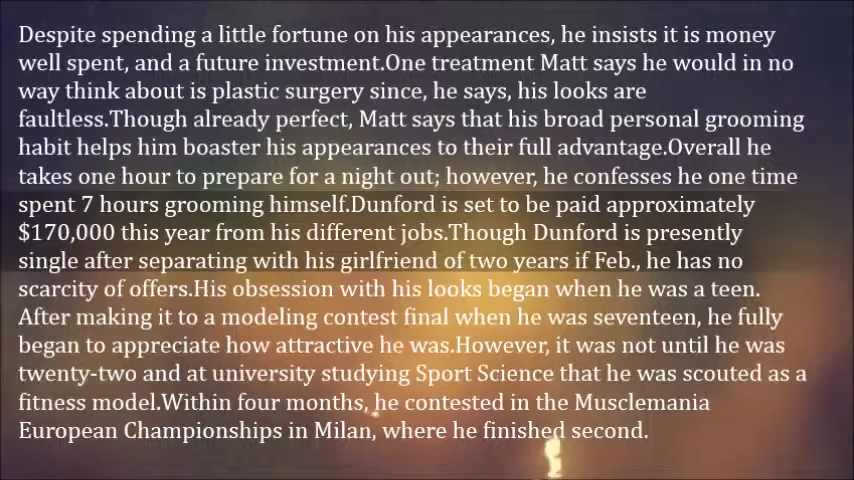 Despite spending a little fortune on his appearances, he insists it is money
well spent, and a future investment.One treatment Matt says he would in no
way think about is plastic surgery since, he says, his looks are
faultless.Though already perfect, Matt says that his broad personal grooming
habit helps him boaster his appearances to their full advantage.Overall he
takes one hour to prepare for a night out; however, he confesses he one time
spent 7 hours grooming himself.Dunford is set to be paid approximately
$170,000 this year from his different jobs.Though Dunford is presently
single after separating with his girlfriend of two years if Feb., he has no
scarcity of offers.His obsession with his looks began when he was a teen.
After making it to a modeling contest final when he was seventeen, he fully
began to appreciate how attractive he was.However, it was not until he was
twenty-two and at university studying Sport Science that he was scouted as a
fitness model.Within four months, he contested in the Musclemania
European Championships in Milan, where he finished second.